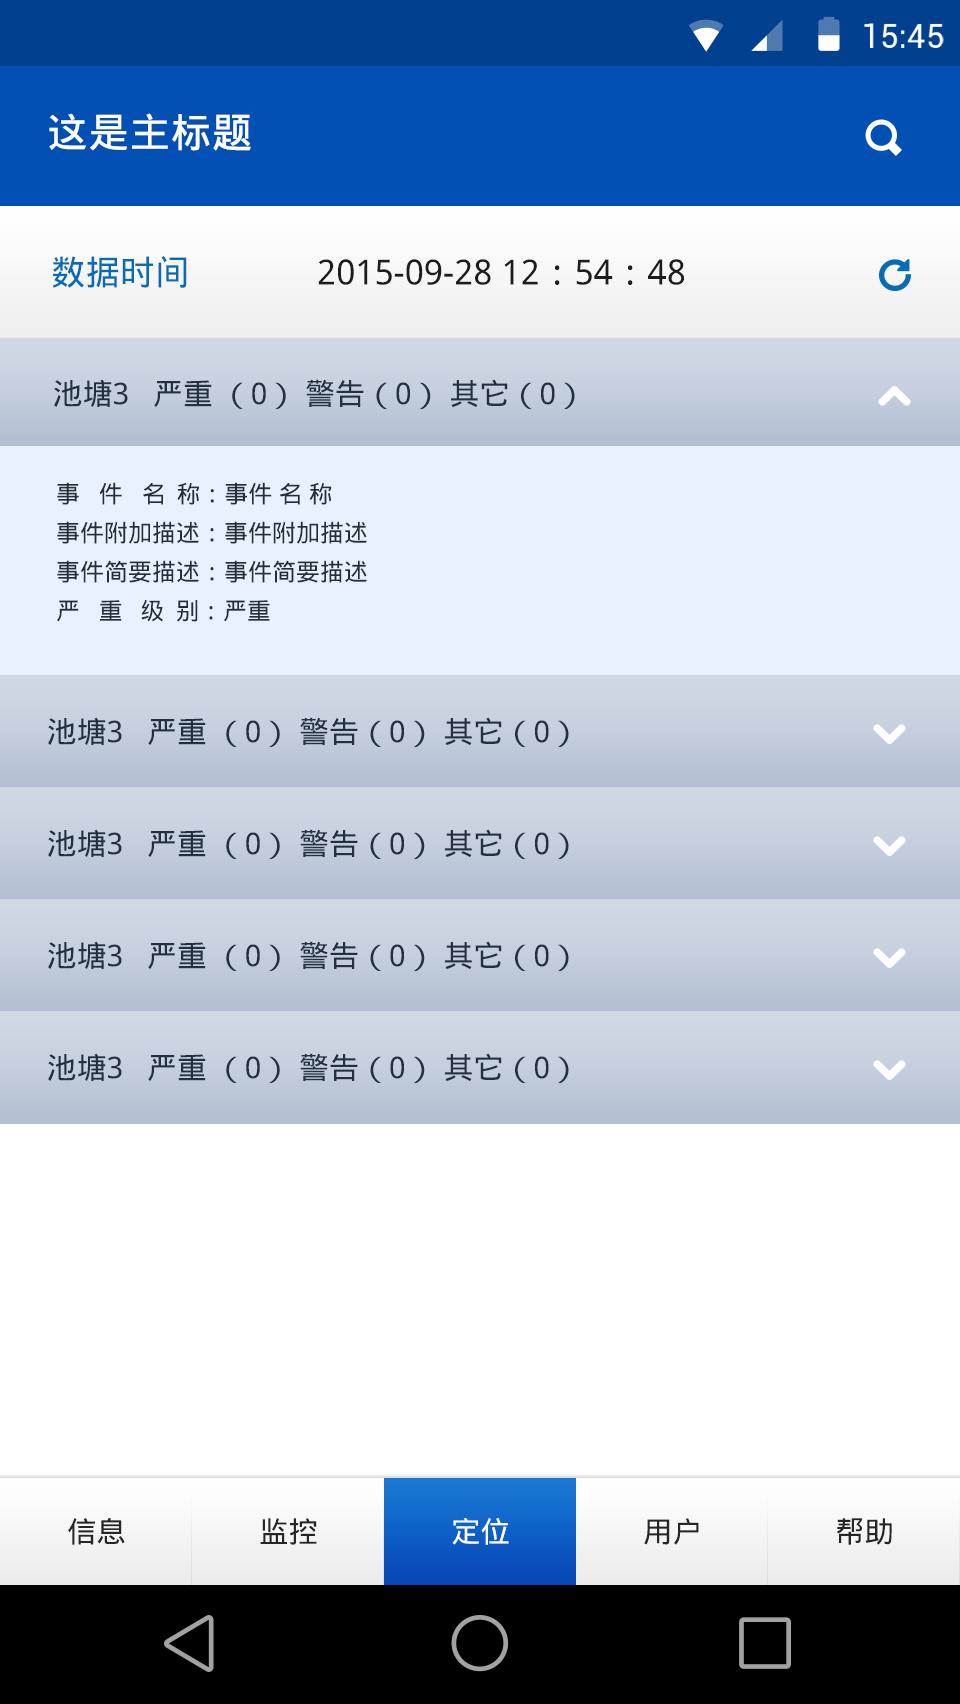 15:45
这是主标题
数据时间 2015-09-28 12 : 54 : 48
池塘3 严重 (0) 警告(0) 其它(0)
事 件 名 称 : 事件 名 称
事件附加描述 : 事件附加描述
事件简要描述 : 事件简要描述
严 重 级 别 : 严重
池塘3 严重 (0) 警告(0) 其它(0)
池塘3 严重 (0) 警告(0) 其它(0)
池塘3 严重 (0) 警告(0) 其它(0)
池塘3 严重 (0) 警告(0) 其它(0)
信息 监控 定位 用户 帮助